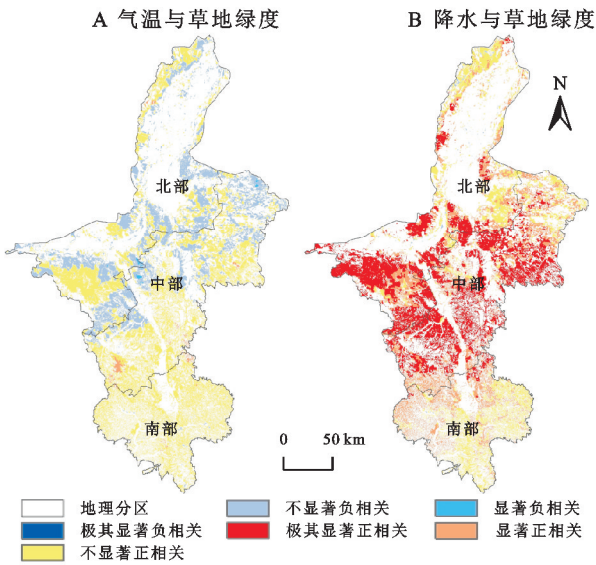 A 气温与草地绿度
B 降水与草地绿度
N
北部
北部
中部
中部
南部
南部
0 50 km
地理分区 不显著负相关 显著负相关
极其显著负相关 极其显著正相关 显著正相关
不显著正相关